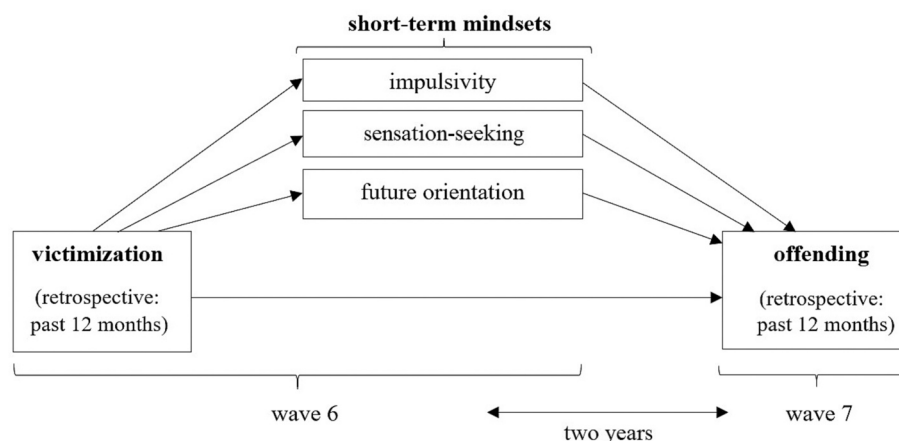 short-term mindsets
impulsivity
sensation-seeking
future orientation
victimization
(retrospective:
past 12 months)
offending
(retrospective:
past 12 months)
wave 6
two years
wave 7